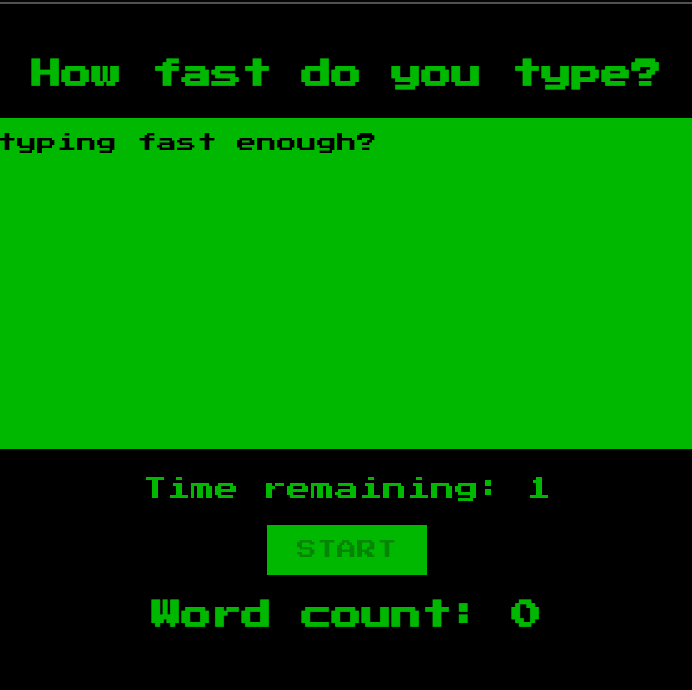 How fast do you type?
typing fast enough?
Time remaining: 1
START
Word count: 0